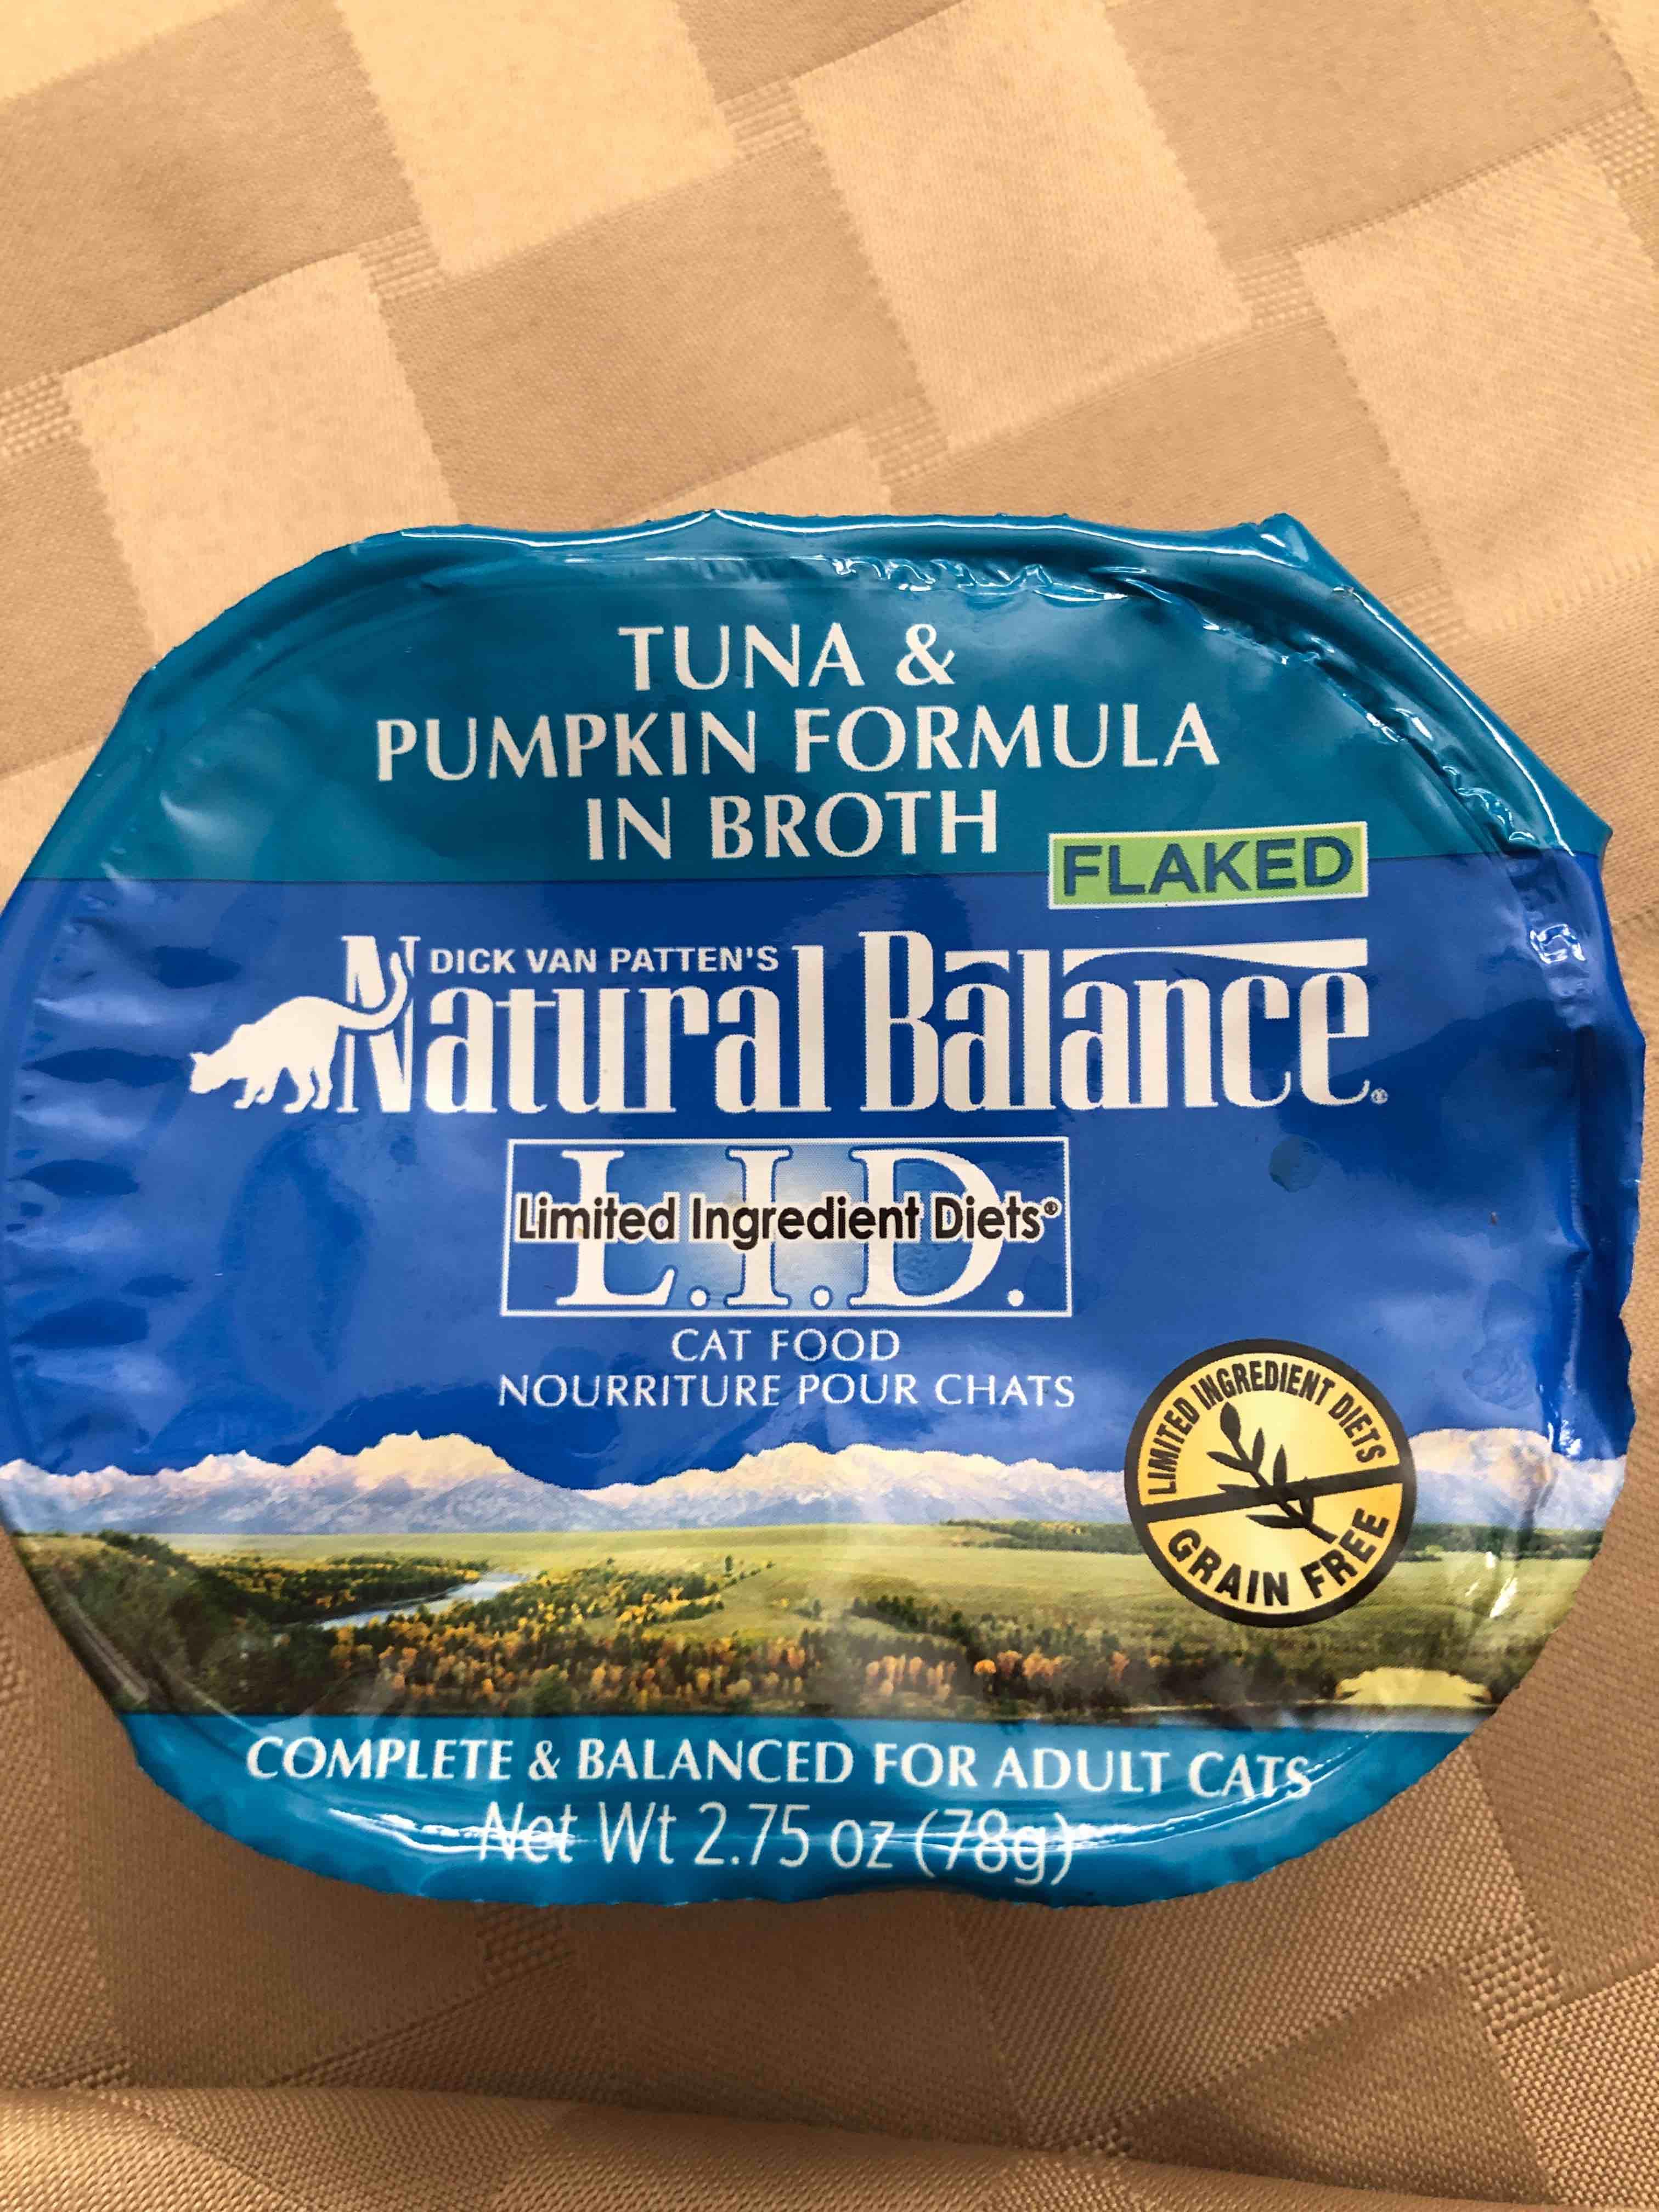 TUNA &
PUMPKIN FORMULA
IN BROTH
FLAKED
DICK VAN PATTEN'S
Natural Balance®
L.I.D.
Limited Ingredient Diets®
CAT FOOD
NOURRITURE POUR CHATS
LIMITED INGREDIENT DIETS
GRAIN FREE
COMPLETE & BALANCED FOR ADULT CATS
Net Wt 2.75 oz (78g)